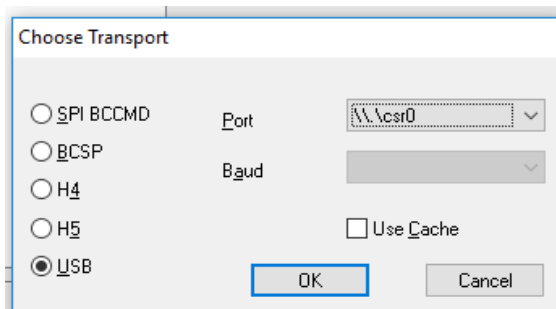 Choose Transport
SPI BCCMD
BCSP
H4
H5
USB
Port
\\.\csr0
Baud
Use Cache
OK
Cancel